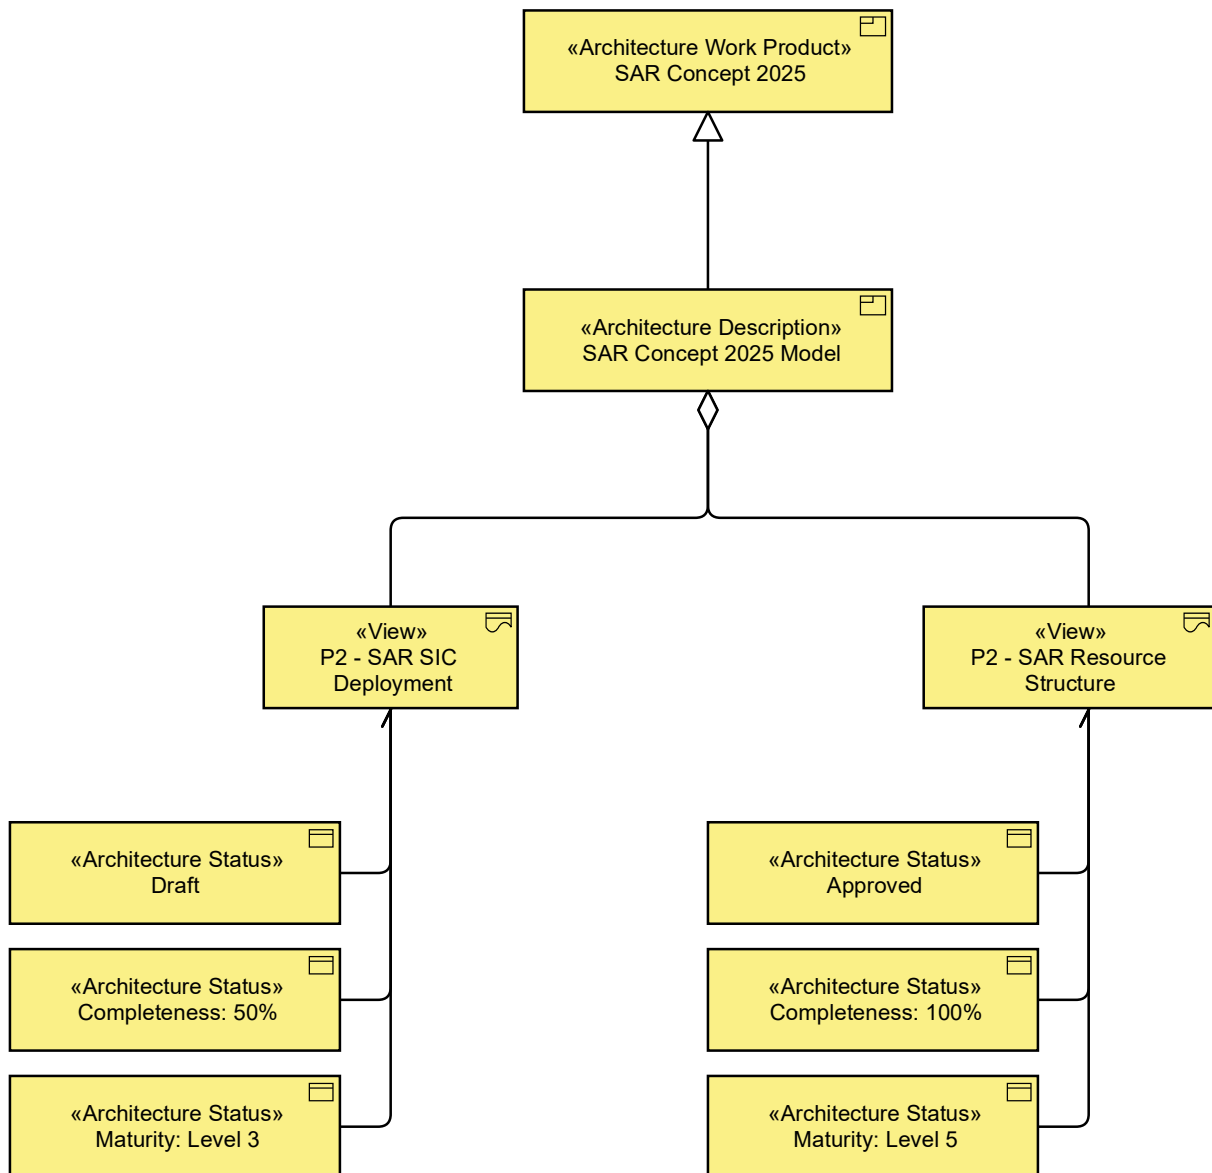 «Architecture Work Product»
SAR Concept 2025
«Architecture Description»
SAR Concept 2025 Model
«View»
P2 - SAR SIC
Deployment
«View»
P2 - SAR Resource
Structure
«Architecture Status»
Draft
«Architecture Status»
Completeness: 50%
«Architecture Status»
Maturity: Level 3
«Architecture Status»
Approved
«Architecture Status»
Completeness: 100%
«Architecture Status»
Maturity: Level 5